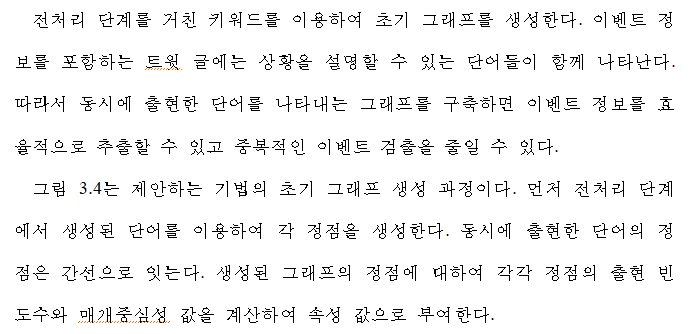 전처리 단계를 거친 키워드를 이용하여 초기 그래프를 생성한다. 이벤트 정
보를 포함하는 트윗 글에는 상황을 설명할 수 있는 단어들이 함께 나타난다.
따라서 동시에 출현한 단어를 나타내는 그래프를 구축하면 이벤트 정보를 효
율적으로 추출할 수 있고 중복적인 이벤트 검출을 줄일 수 있다.
그림 3.4는 제안하는 기법의 초기 그래프 생성 과정이다. 먼저 전처리 단계
에서 생성된 단어를 이용하여 각 정점을 생성한다. 동시에 출현한 단어의 정
점은 간선으로 잇는다. 생성된 그래프의 정점에 대하여 각각 정점의 출현 빈
도수와 매개중심성 값을 계산하여 속성 값으로 부여한다.